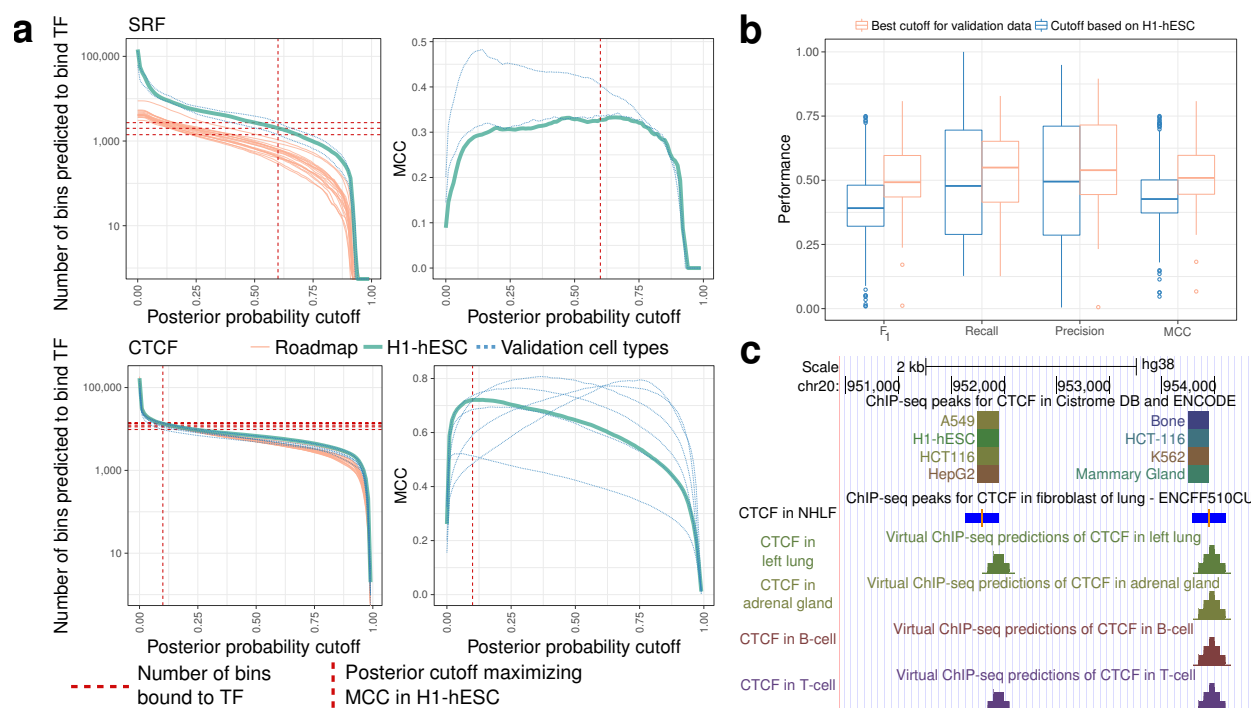 a
SRF
Number of bins predicted to bind TF
100,000
1,000
10
0.00
0.25
0.50
0.75
1.00
Posterior probability cutoff
MCC
0.5
0.4
0.3
0.2
0.1
0.0
0.00
0.25
0.50
0.75
1.00
Posterior probability cutoff
CTCF
Roadmap H1-hESC Validation cell types
Number of bins predicted to bind TF
100,000
1,000
10
0.00
0.25
0.50
0.75
1.00
Posterior probability cutoff
MCC
0.8
0.6
0.4
0.2
0.0
0.00
0.25
0.50
0.75
1.00
Posterior probability cutoff
Number of bins
bound to TF
Posterior cutoff maximizing
MCC in H1-hESC
b
Best cutoff for validation data Cutoff based on H1-hESC
Performance
1.00
0.75
0.50
0.25
0.00
F1 Recall Precision MCC
c
Scale 2 kb hg38
chr20: 951,000 952,000 953,000 954,000
ChIP-seq peaks for CTCF in Cistrome DB and ENCODE
A549 Bone
H1-hESC HCT-116
HCT116 K562
HepG2 Mammary Gland
ChIP-seq peaks for CTCF in fibroblast of lung - ENCFF510CU
CTCF in NHLF
Virtual ChIP-seq predictions of CTCF in left lung
CTCF in
left lung
Virtual ChIP-seq predictions of CTCF in adrenal gland
CTCF in
adrenal gland
Virtual ChIP-seq predictions of CTCF in B-cell
CTCF in B-cell
Virtual ChIP-seq predictions of CTCF in T-cell
CTCF in T-cell